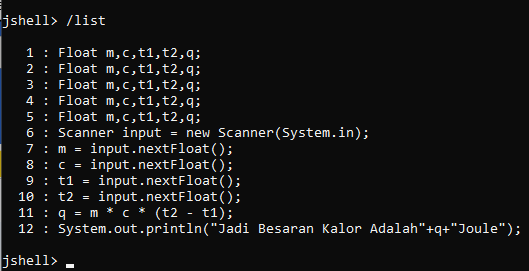 jshell> /list
1 : Float m,c,t1,t2,q;
2 : Float m,c,t1,t2,q;
3 : Float m,c,t1,t2,q;
4 : Float m,c,t1,t2,q;
5 : Float m,c,t1,t2,q;
6 : Scanner input = new Scanner(System.in);
7 : m = input.nextFloat();
8 : c = input.nextFloat();
9 : t1 = input.nextFloat();
10 : t2 = input.nextFloat();
11 : q = m * c * (t2 - t1);
12 : System.out.println("Jadi Besaran Kalor Adalah"+q+"Joule");
jshell> _